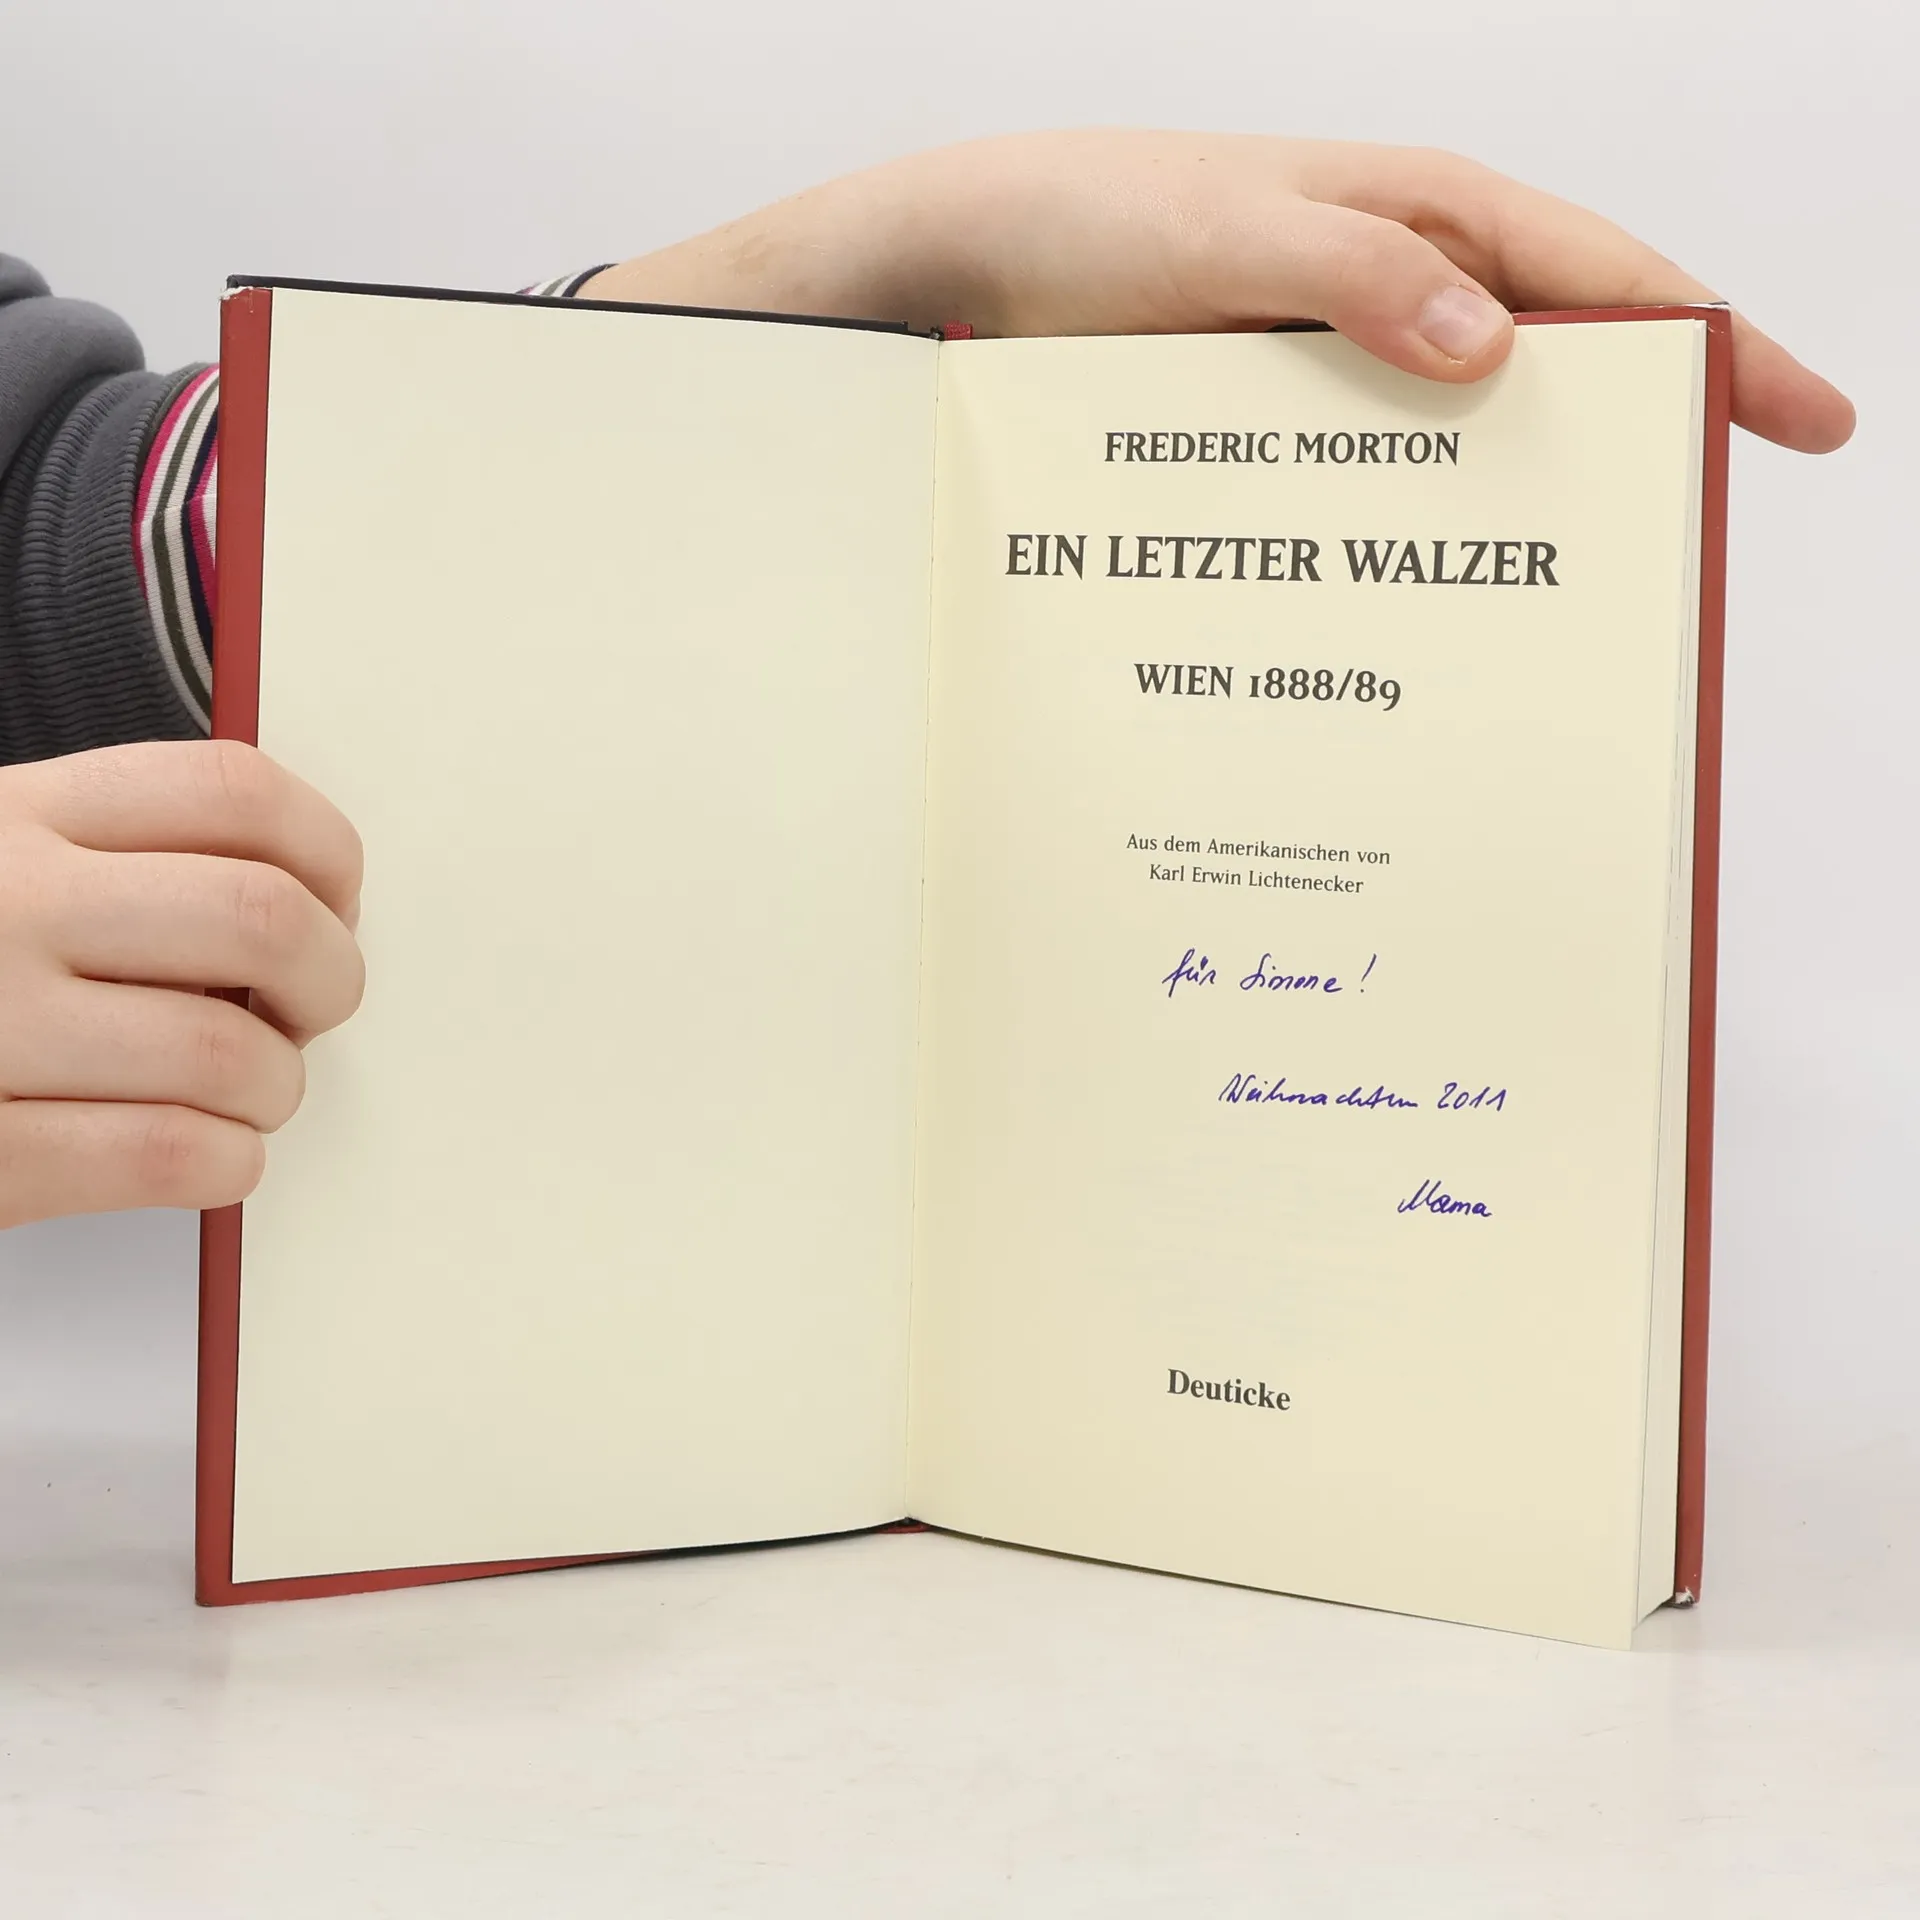 FREDERIC MORTON
EIN LETZTER WALZER
WIEN 1888/89
Aus dem Amerikanischen von
Karl Erwin Lichtenecker
für Simone!
Weihnachten 2011
Mama
Deuticke